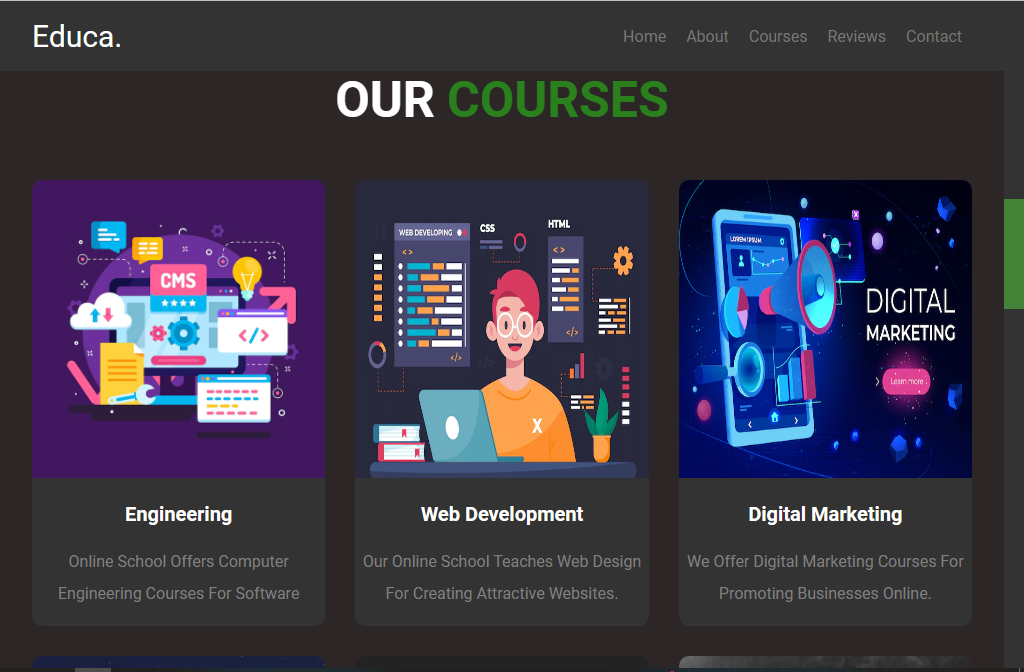 Educa.
Home About Courses Reviews Contact
OUR COURSES
CMS
WEB DEVELOPING
CSS
HTML
X
LOREM IPSUM
DIGITAL
MARKETING
Learn more
Engineering
Online School Offers Computer
Engineering Courses For Software
Web Development
Our Online School Teaches Web Design
For Creating Attractive Websites.
Digital Marketing
We Offer Digital Marketing Courses For
Promoting Businesses Online.